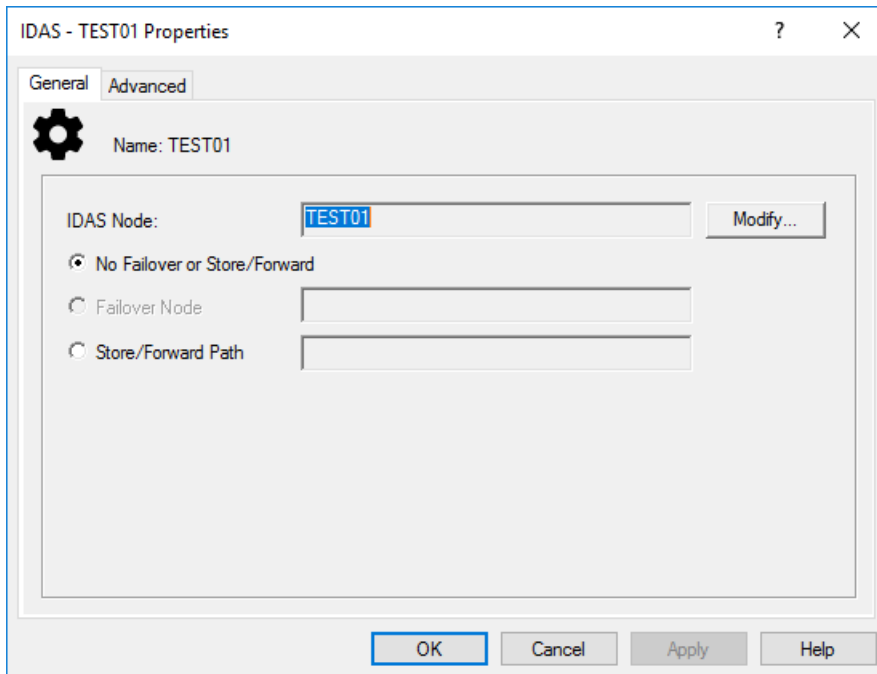 IDAS - TEST01 Properties
General Advanced
Name: TEST01
IDAS Node: TEST01 Modify...
No Failover or Store/Forward
Failover Node
Store/Forward Path
OK Cancel Apply Help